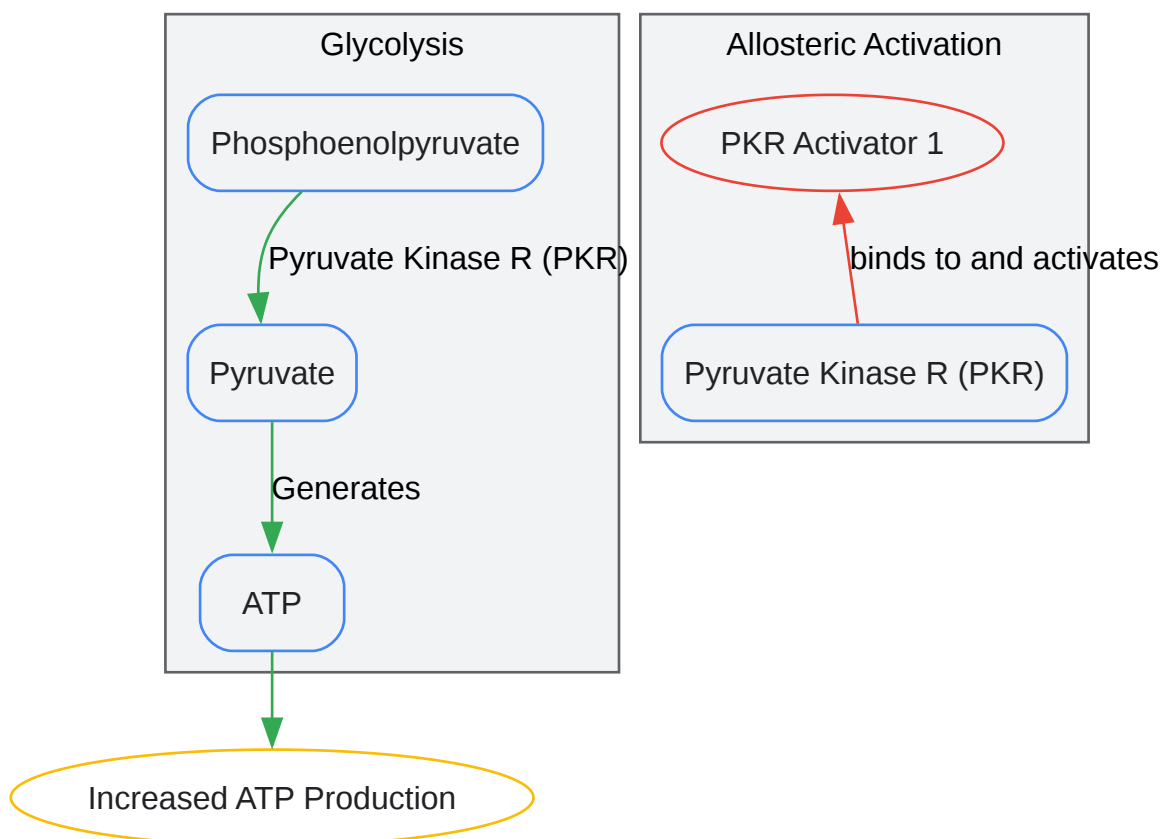 Glycolysis
Phosphoenolpyruvate
Pyruvate Kinase R (PKR)
Pyruvate
Generates
ATP
Increased ATP Production
Allosteric Activation
PKR Activator 1
binds to and activates
Pyruvate Kinase R (PKR)